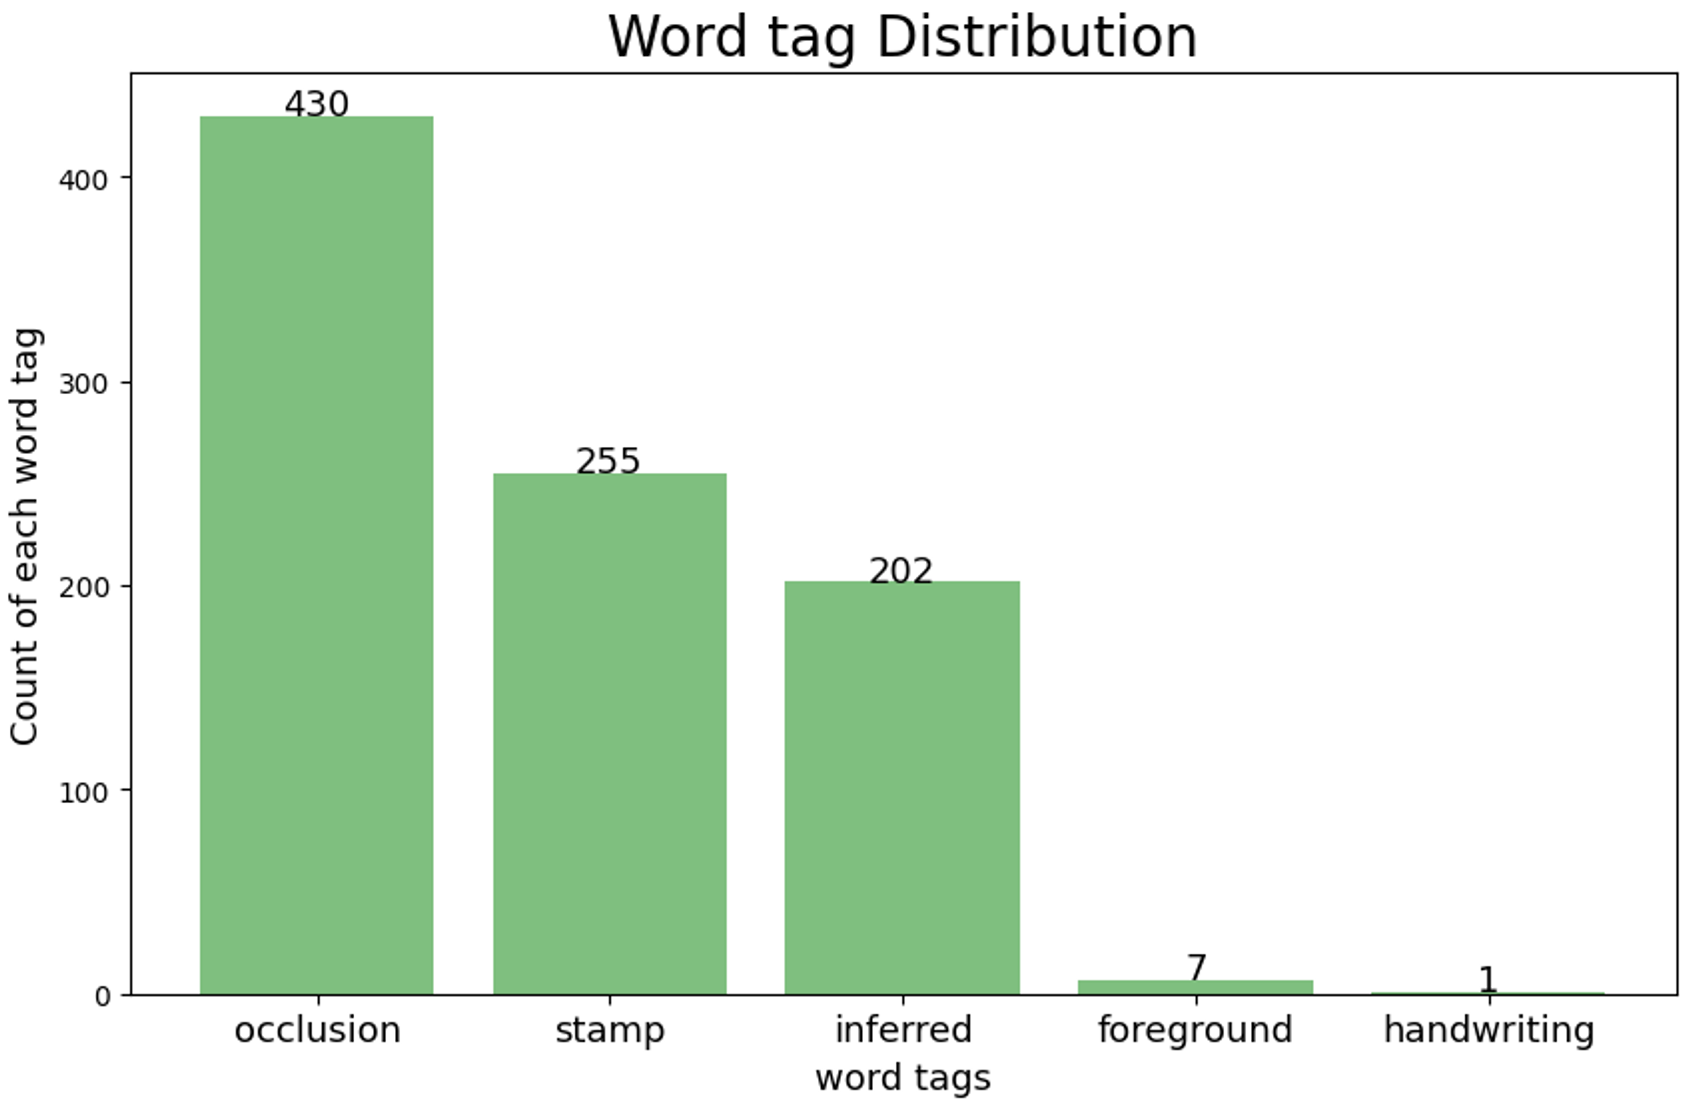 Word tag Distribution
Count of each word tag
400
300
200
100
0
430
255
202
7
1
occlusion
stamp
inferred
foreground
handwriting
word tags